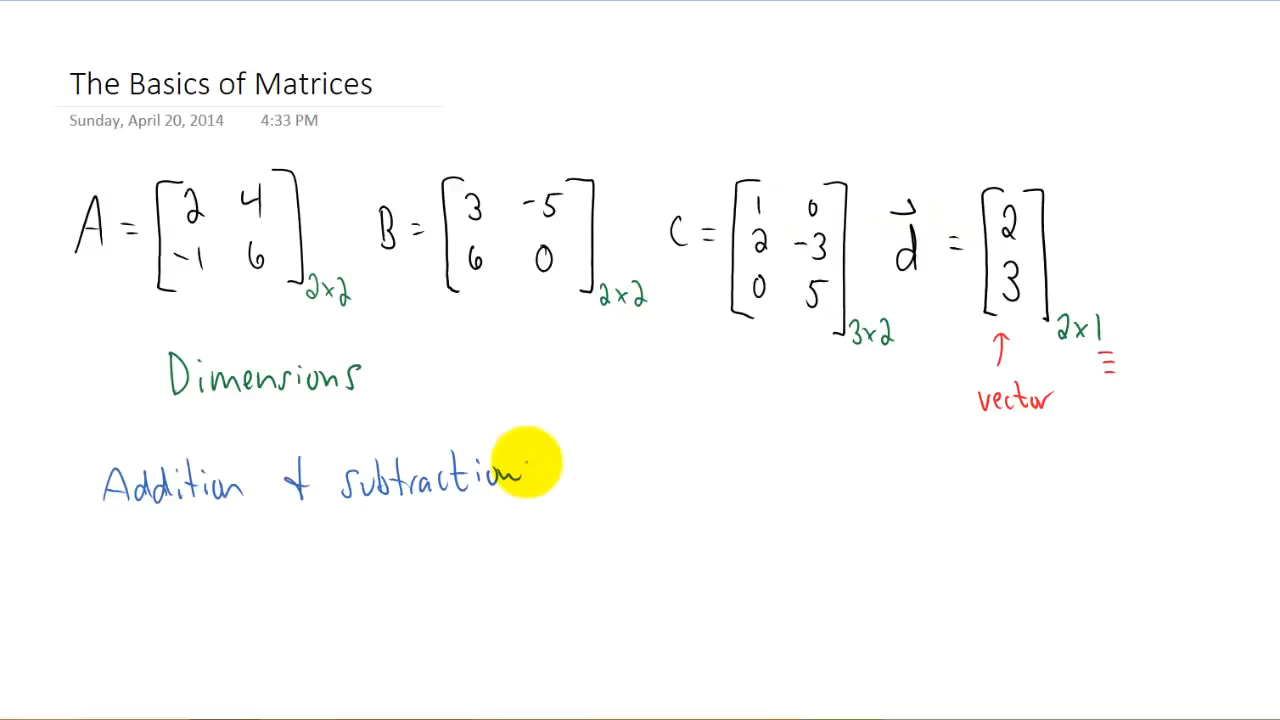 The Basics of Matrices
Sunday, April 20, 2014 4:33 PM
A = [2 4 -1 6] 2x2 B = [3 -5 6 0] 2x2 C = [1 0 2 -3 0 5] 3x2 d⃗ = [2 3] 2x1
Dimensions
vector
Addition + subtraction